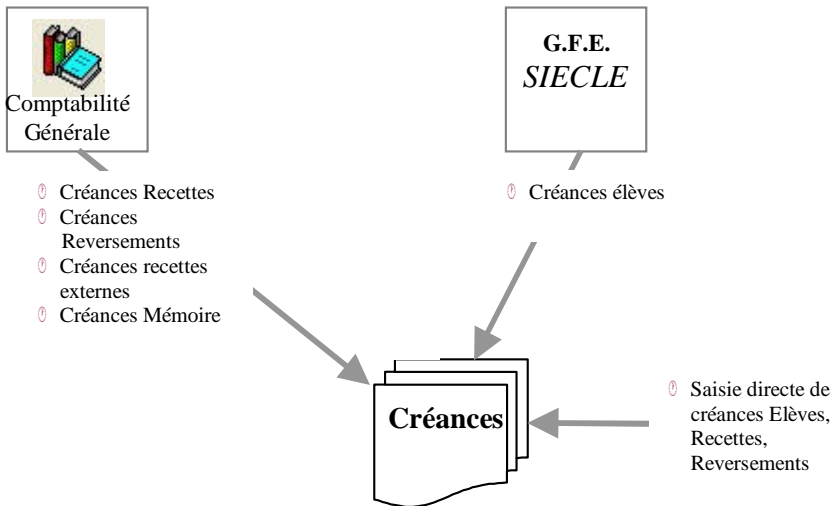 Comptabilité
Générale
G.F.E.
SIECLE
Créances Recettes
Créances
Reversements
Créances recettes
externes
Créances Mémoire
Créances élèves
Créances
Saisie directe de
créances Elèves,
Recettes,
Reversements